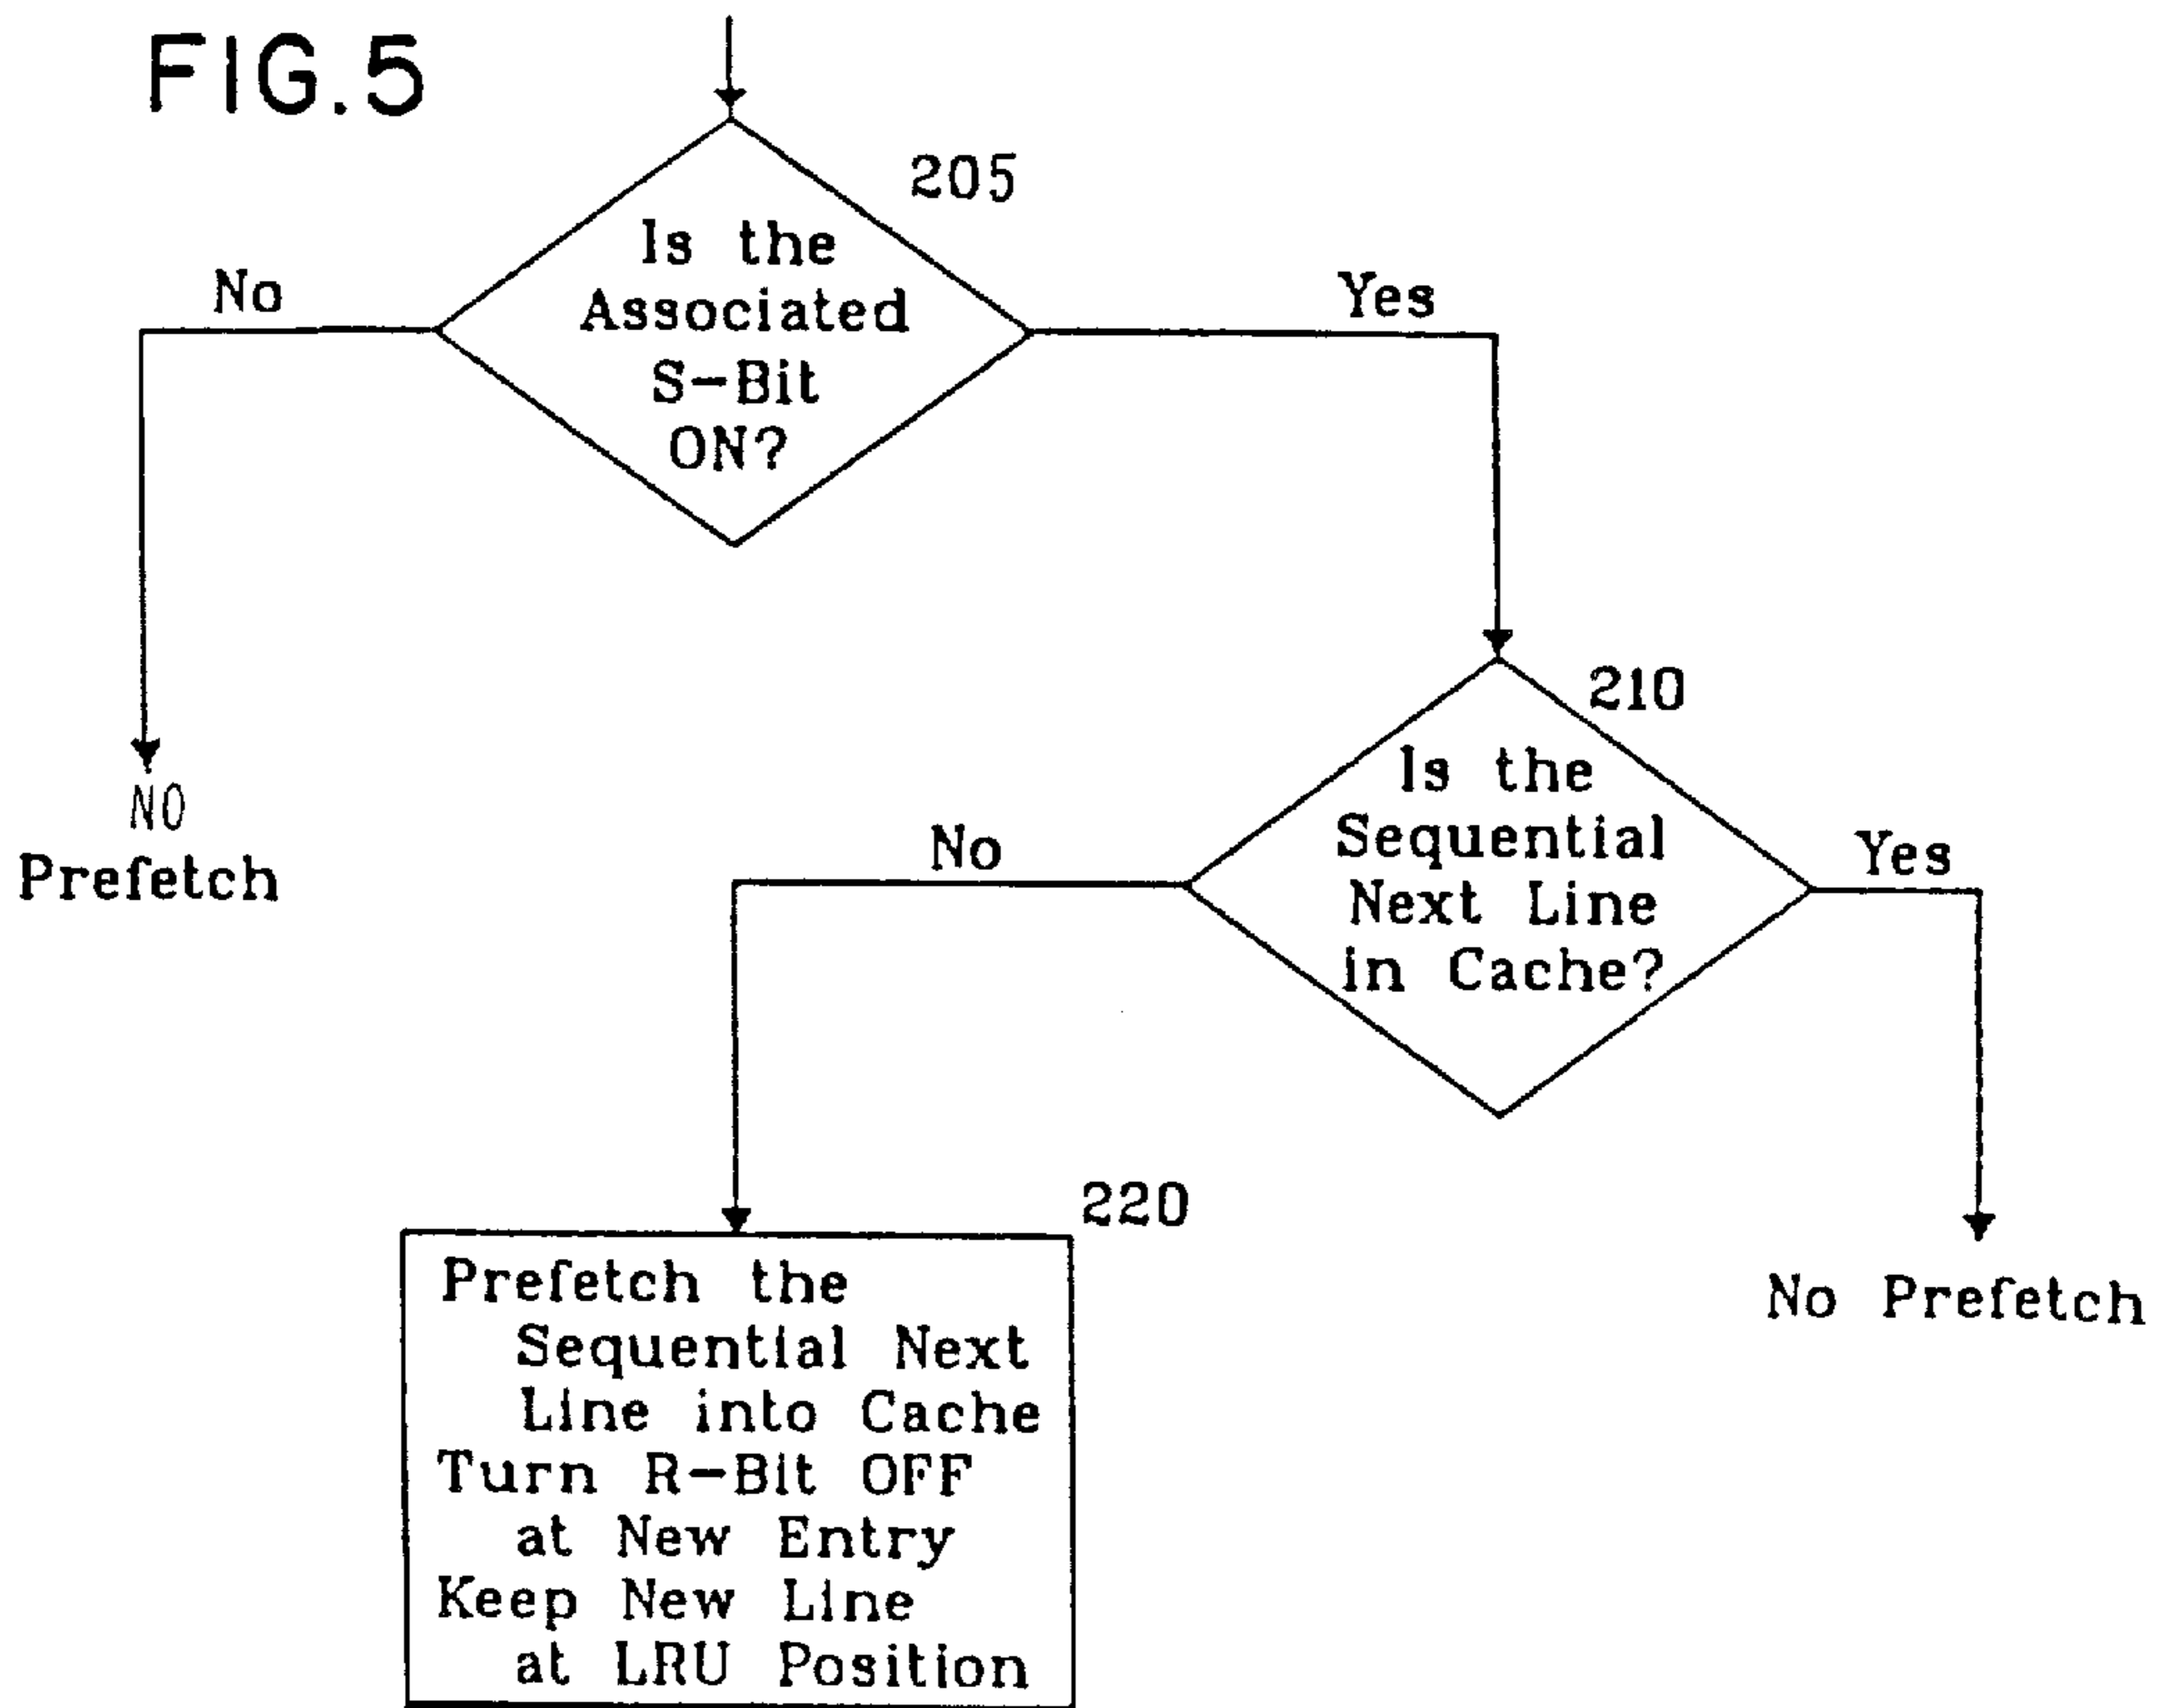 FIG.5
205
Is the
Associated
S-Bit
ON?
No
Yes
NO
Prefetch
210
Is the
Sequential
Next Line
in Cache?
No
Yes
220
Prefetch the
Sequential Next
Line into Cache
Turn R-Bit OFF
at New Entry
Keep New Line
at LRU Position
No Prefetch